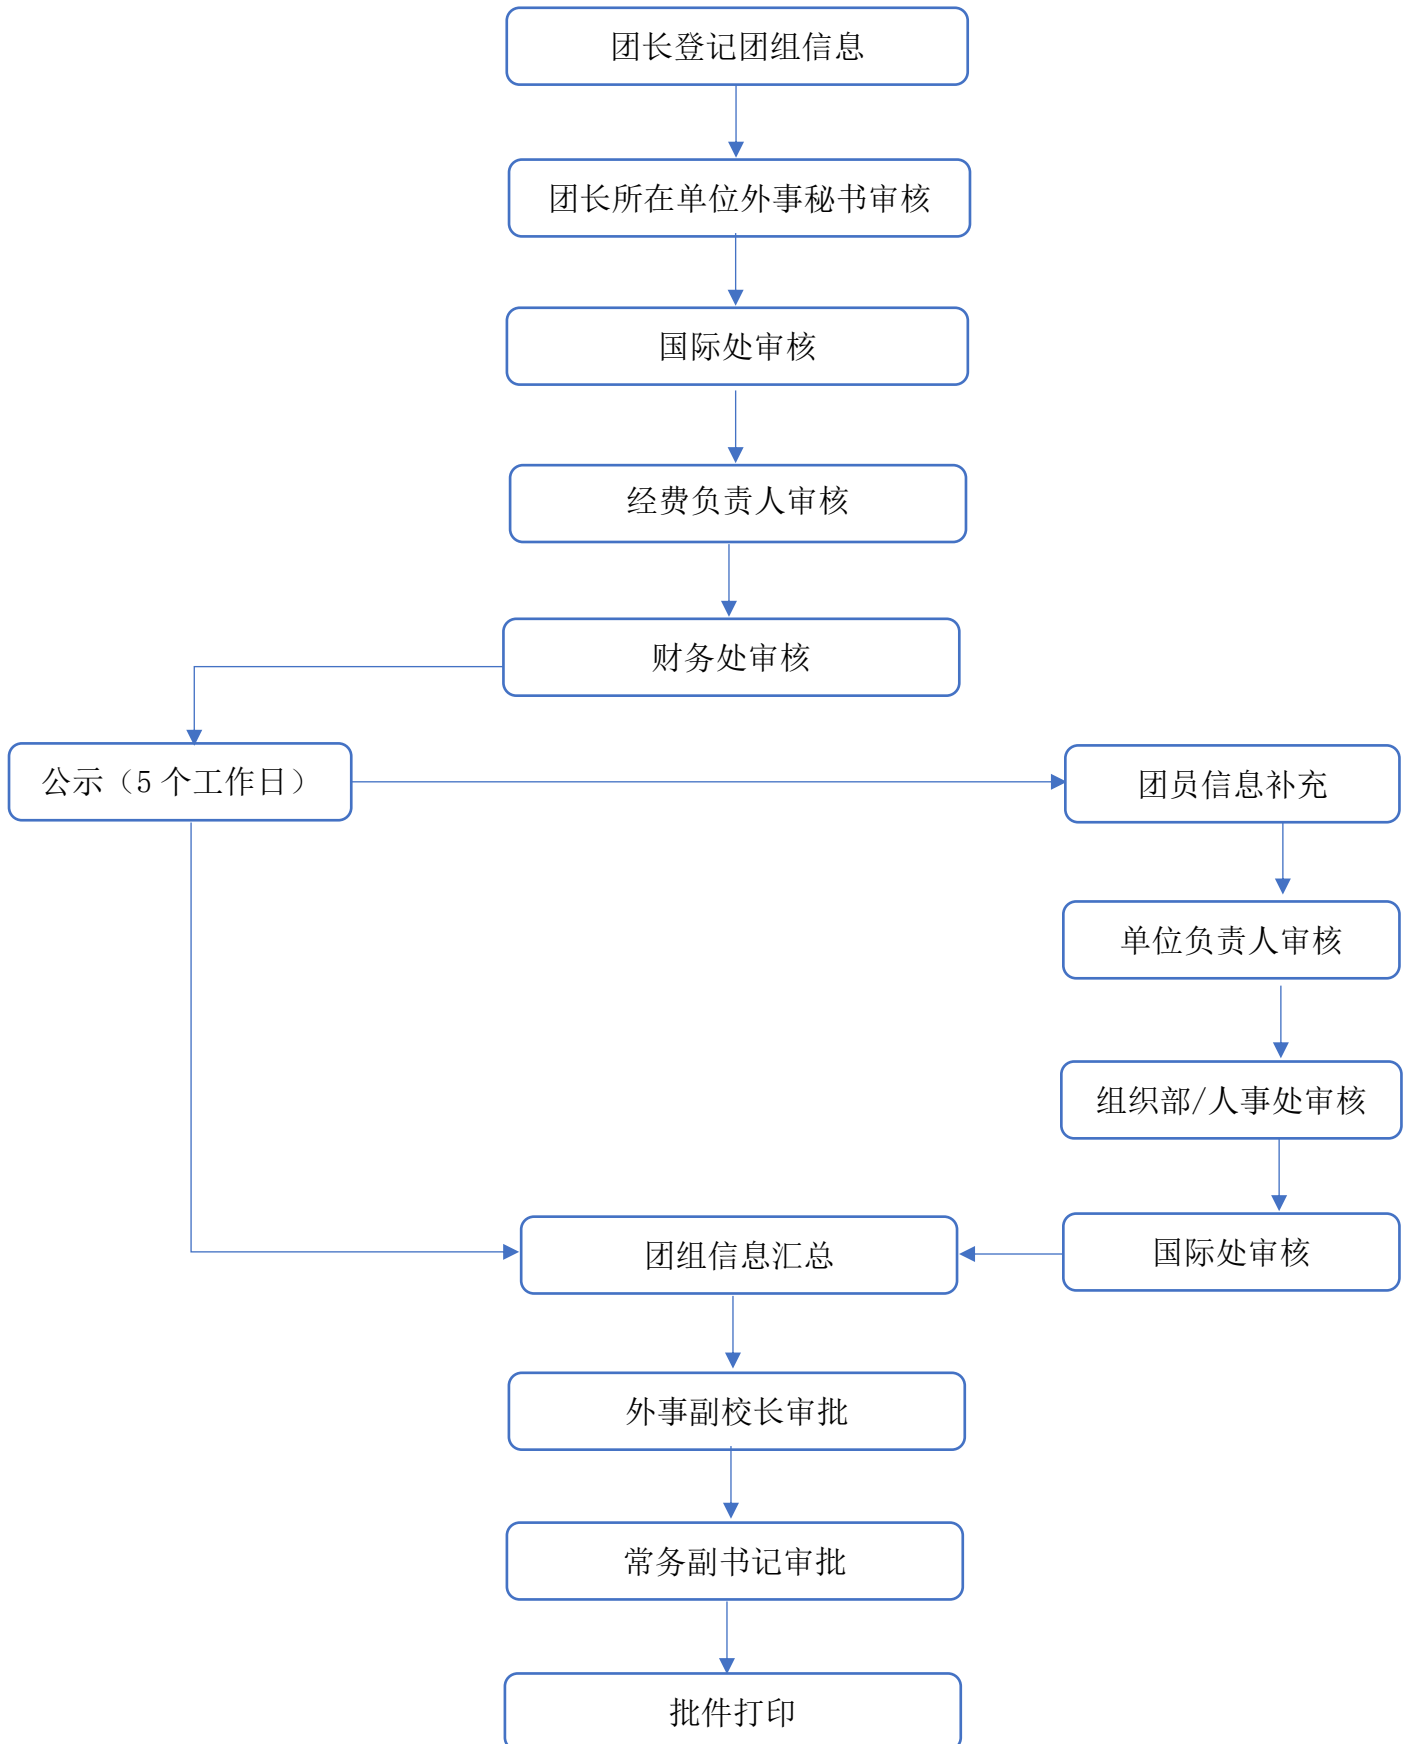 团长登记团组信息
团长所在单位外事秘书审核
国际处审核
经费负责人审核
财务处审核
公示（5 个工作日）
团员信息补充
单位负责人审核
组织部/人事处审核
国际处审核
团组信息汇总
外事副校长审批
常务副书记审批
批件打印